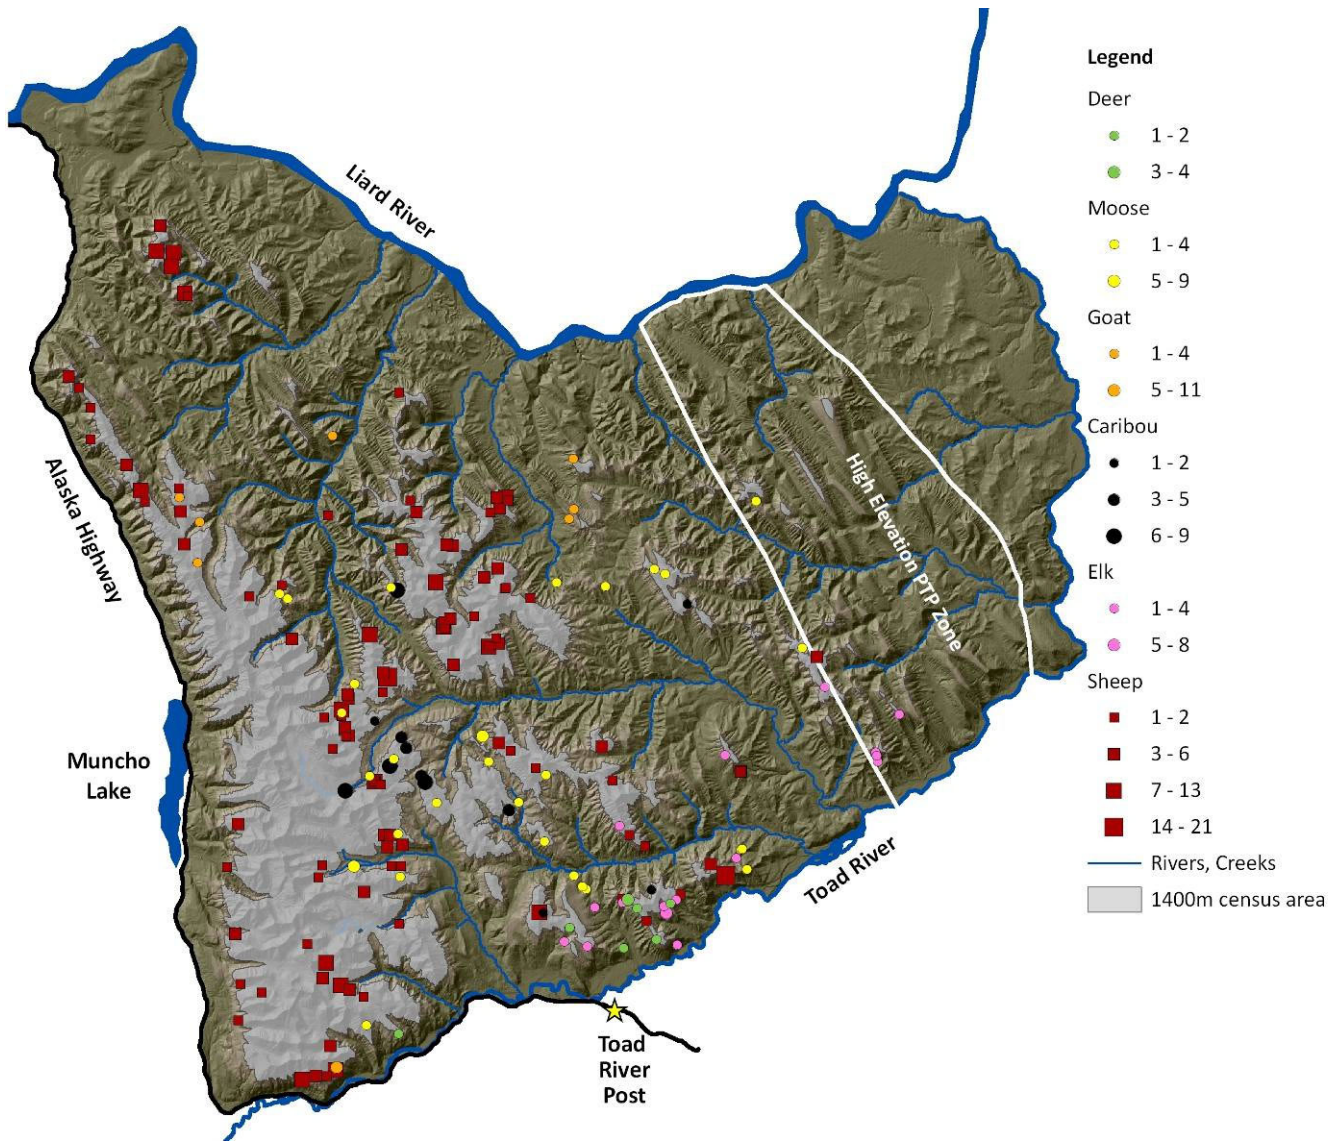 Liard River
Alaska Highway
High Elevation PTP Zone
Muncho
Lake
Toad River
Toad
River
Post
Legend
Deer
1 - 2
3 - 4
Moose
1 - 4
5 - 9
Goat
1 - 4
5 - 11
Caribou
1 - 2
3 - 5
6 - 9
Elk
1 - 4
5 - 8
Sheep
1 - 2
3 - 6
7 - 13
14 - 21
Rivers, Creeks
1400m census area